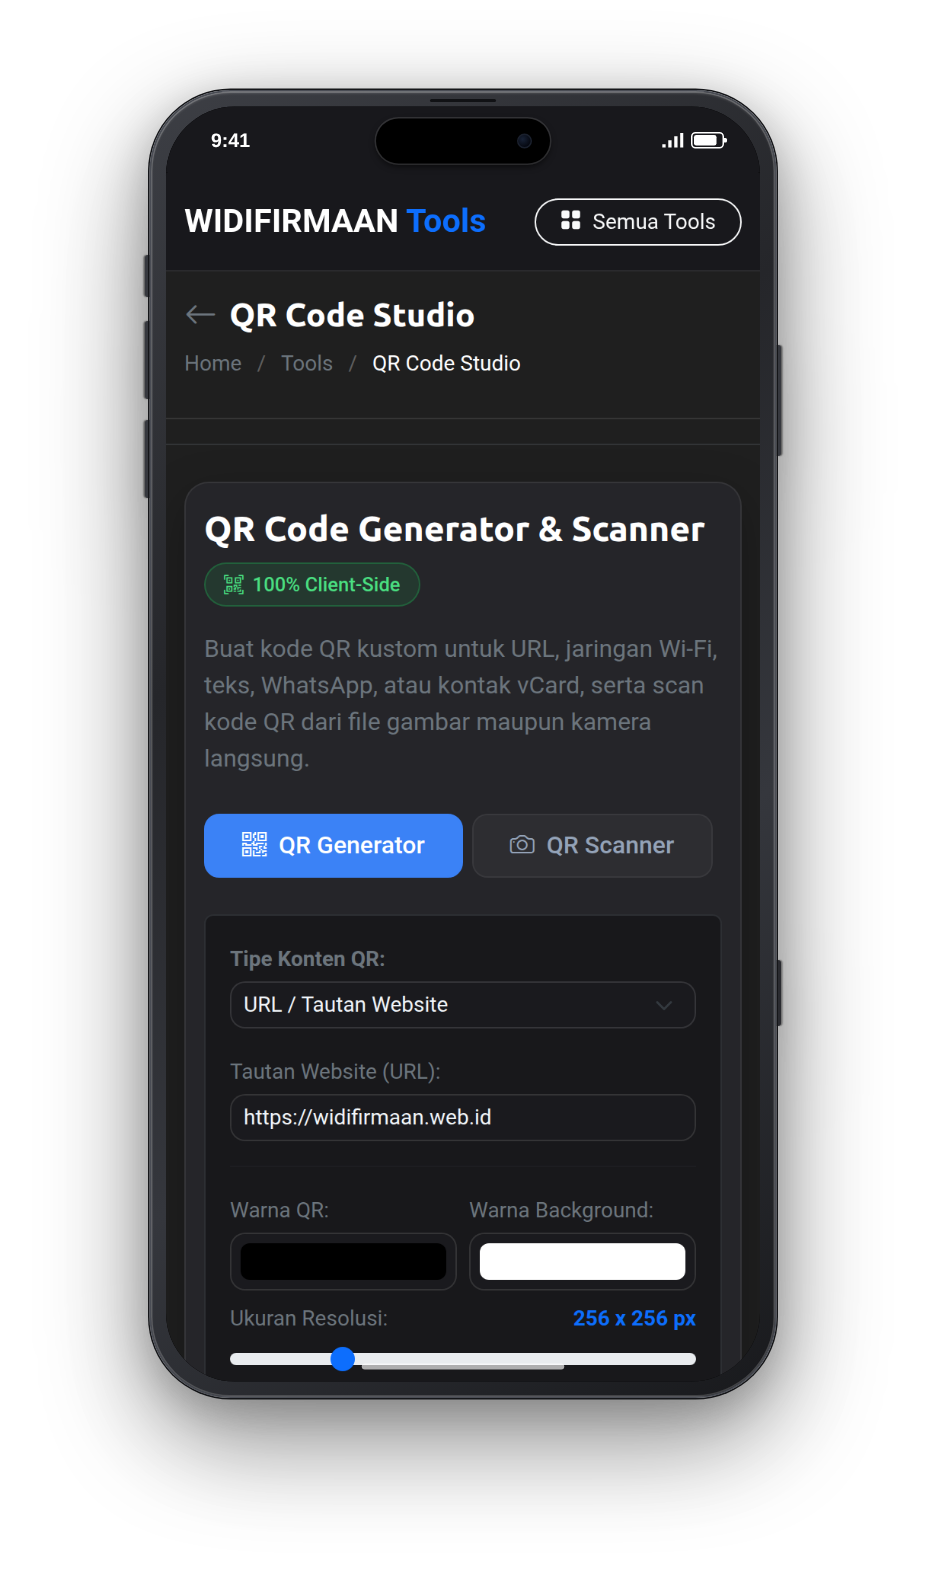 9:41
WIDIFIRMAAN Tools
Semua Tools
QR Code Studio
Home / Tools / QR Code Studio
QR Code Generator & Scanner
100% Client-Side
Buat kode QR kustom untuk URL, jaringan Wi-Fi,
teks, WhatsApp, atau kontak vCard, serta scan
kode QR dari file gambar maupun kamera
langsung.
QR Generator
QR Scanner
Tipe Konten QR:
URL / Tautan Website
Tautan Website (URL):
https://widifirmaan.web.id
Warna QR:
Warna Background:
Ukuran Resolusi:
256 x 256 px